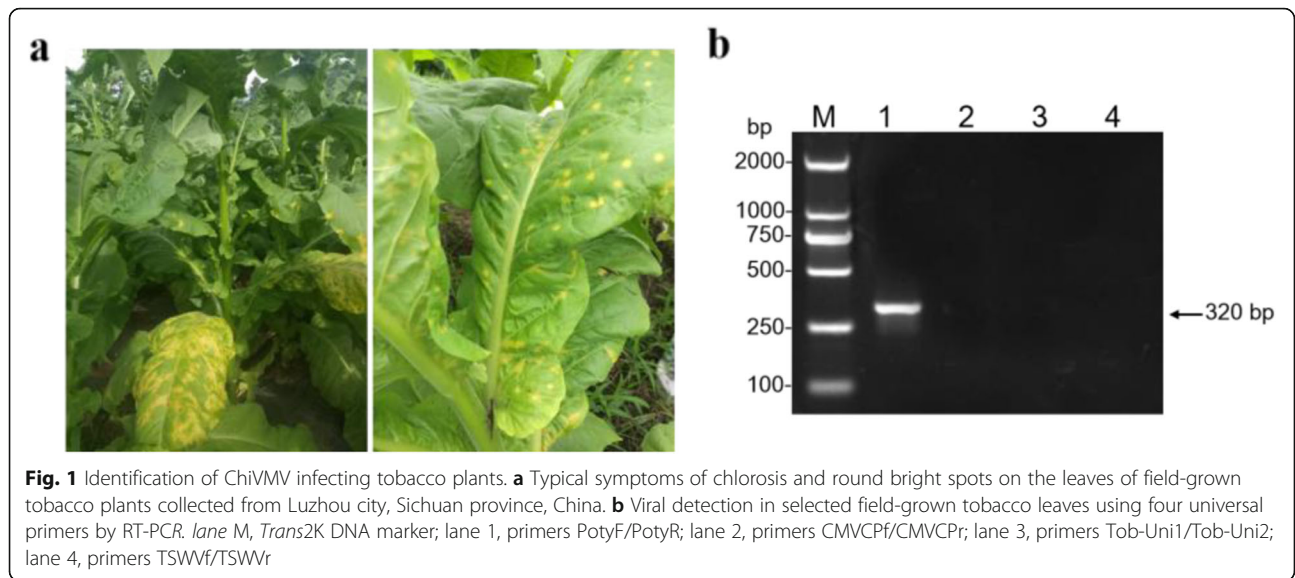 a
b
bp
M 1 2 3 4
2000-
1000-
750-
500-
250-
100-
←320 bp
Fig. 1 Identification of ChiVMV infecting tobacco plants. a Typical symptoms of chlorosis and round bright spots on the leaves of field-grown
tobacco plants collected from Luzhou city, Sichuan province, China. b Viral detection in selected field-grown tobacco leaves using four universal
primers by RT-PCR. lane M, Trans2K DNA marker; lane 1, primers PotyF/PotyR; lane 2, primers CMVCPf/CMVCPr; lane 3, primers Tob-Uni1/Tob-Uni2;
lane 4, primers TSWVf/TSWVr